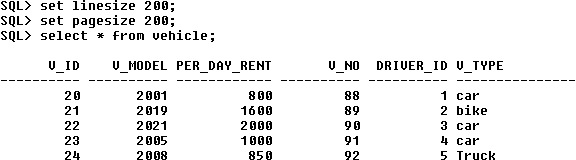 SQL> set linesize 200;
SQL> set pagesize 200;
SQL> select * from vehicle;
V_ID V_MODEL PER_DAY_RENT V_NO DRIVER_ID V_TYPE
---------- ---------- ------------ ---------- ---------- ---------------
20 2001 800 88 1 car
21 2019 1600 89 2 bike
22 2021 2000 90 3 car
23 2005 1000 91 4 car
24 2008 850 92 5 Truck